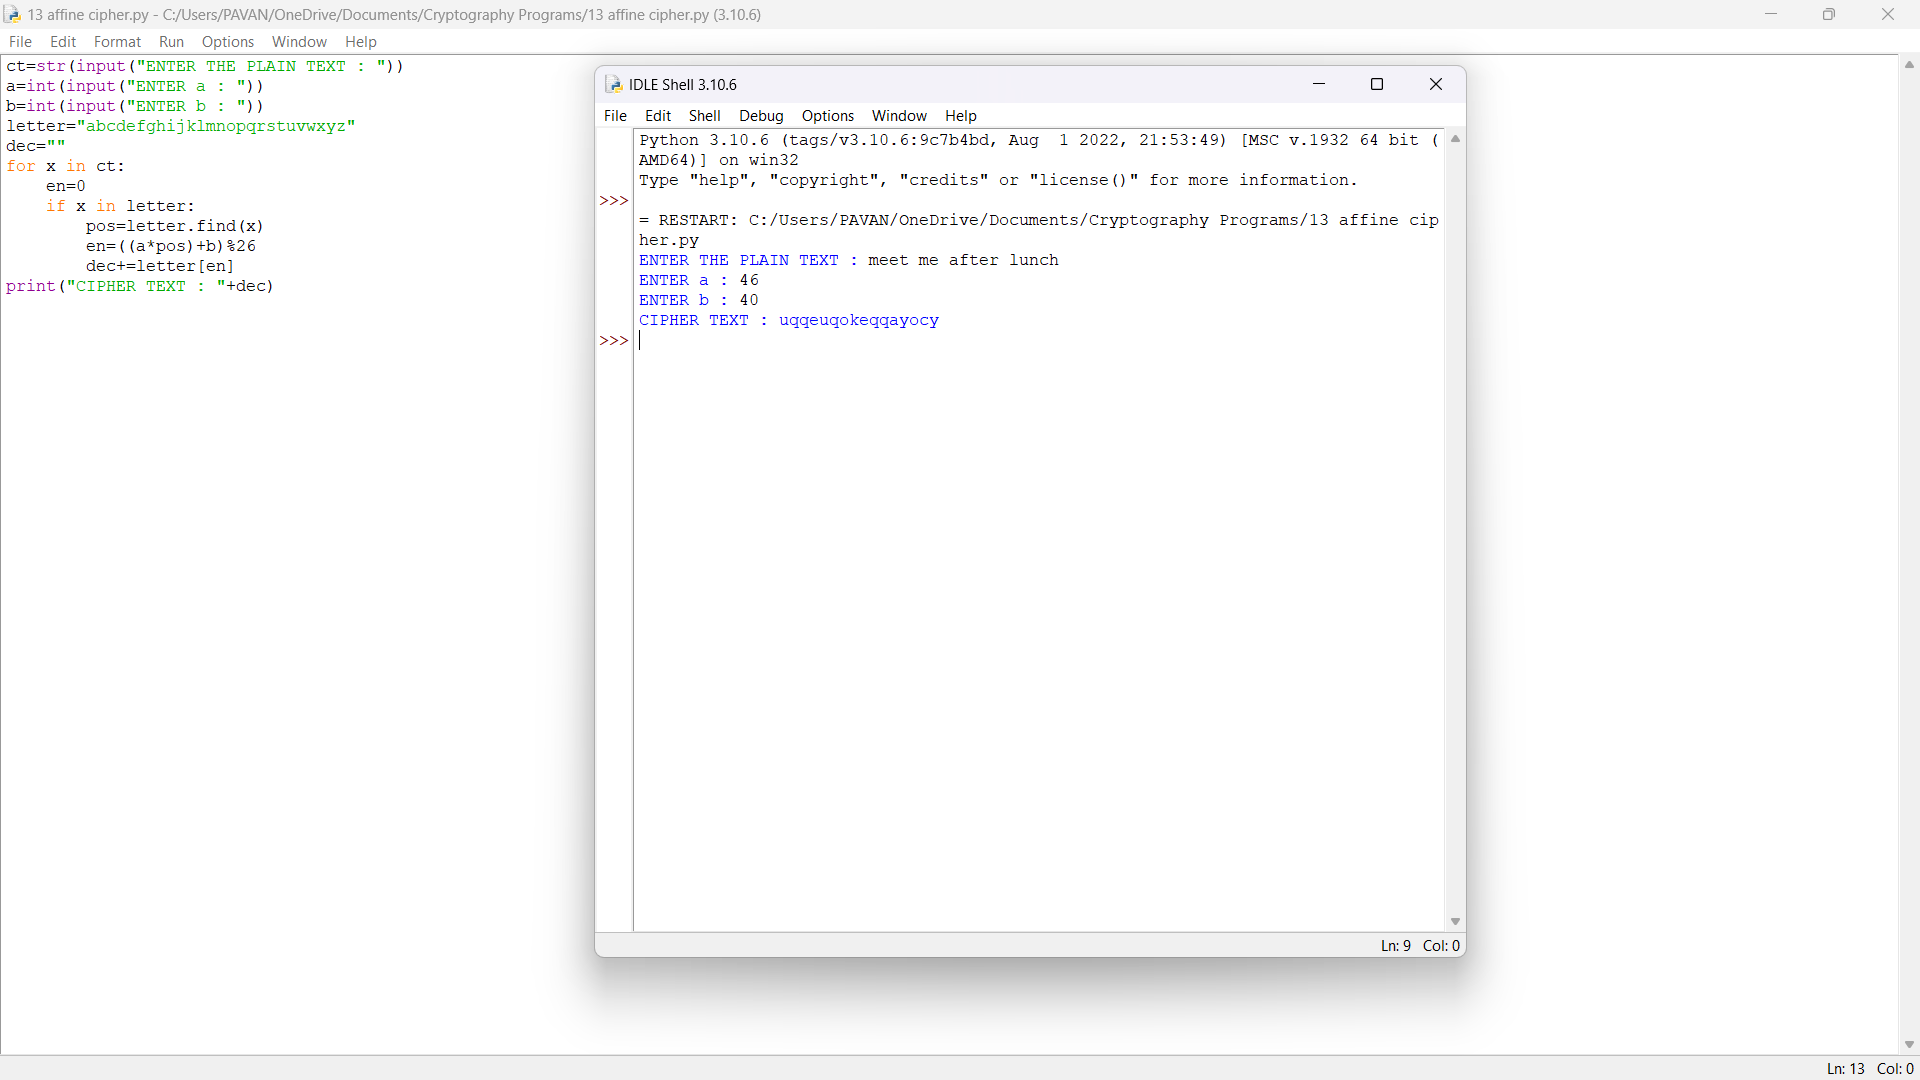 13 affine cipher.py - C:/Users/PAVAN/OneDrive/Documents/Cryptography Programs/13 affine cipher.py (3.10.6)
File Edit Format Run Options Window Help
ct=str(input("ENTER THE PLAIN TEXT : "))
a=int(input("ENTER a : "))
b=int(input("ENTER b : "))
letter="abcdefghijklmnopqrstuvwxyz"
dec=""
for x in ct:
    en=0
    if x in letter:
        pos=letter.find(x)
        en=((a*pos)+b)%26
        dec+=letter[en]
print("CIPHER TEXT : "+dec)
IDLE Shell 3.10.6
File Edit Shell Debug Options Window Help
Python 3.10.6 (tags/v3.10.6:9c7b4bd, Aug  1 2022, 21:53:49) [MSC v.1932 64 bit (
AMD64)] on win32
Type "help", "copyright", "credits" or "license()" for more information.
>>>
= RESTART: C:/Users/PAVAN/OneDrive/Documents/Cryptography Programs/13 affine cip
her.py
ENTER THE PLAIN TEXT : meet me after lunch
ENTER a : 46
ENTER b : 40
CIPHER TEXT : uqqeuqokeqqayocy
>>>
Ln: 9 Col: 0
Ln: 13 Col: 0